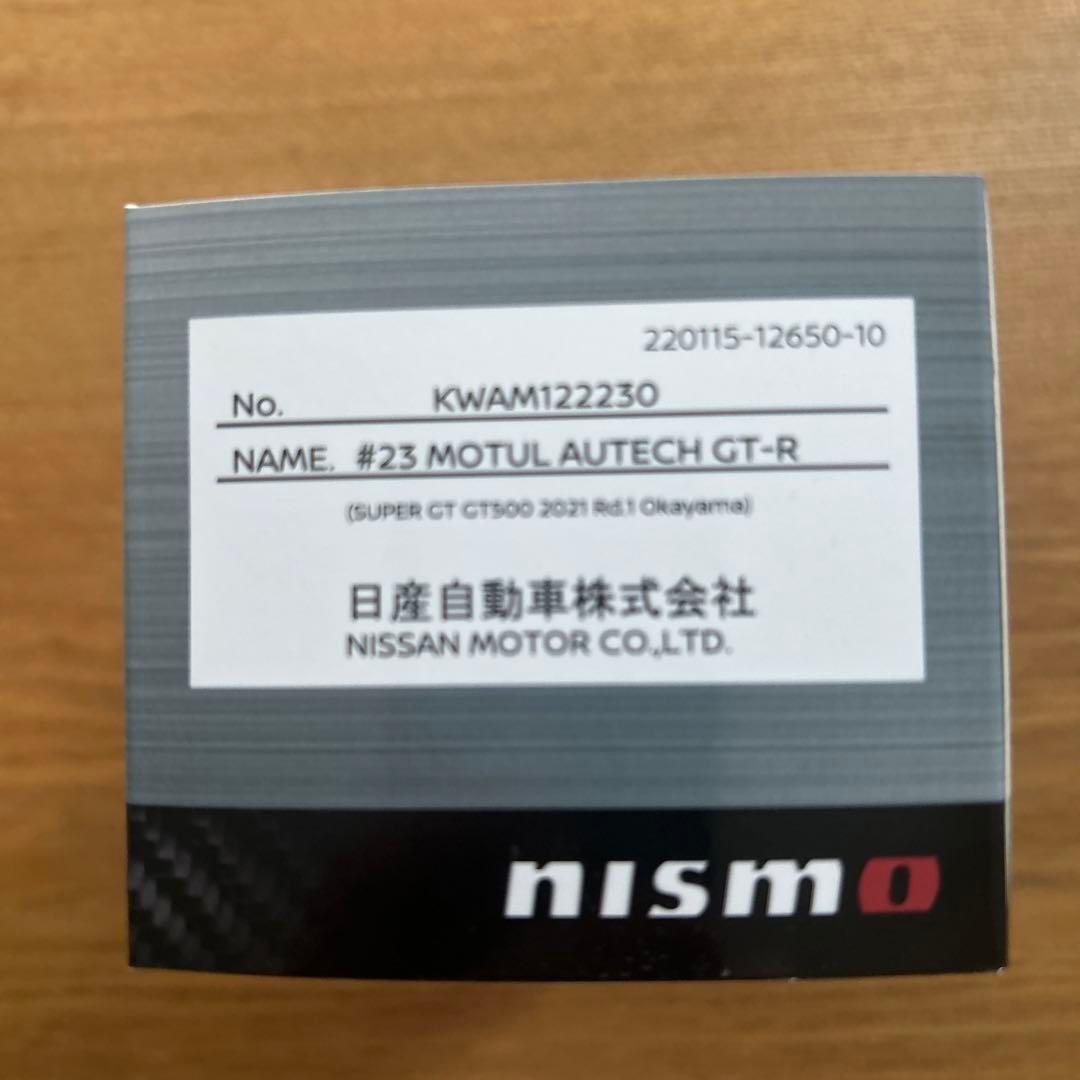 220115-12650-10
No. KWAM122230
NAME. #23 MOTUL AUTECH GT-R
(SUPER GT GT500 2021 Rd.1 Okayama)
日産自動車株式会社
NISSAN MOTOR CO.,LTD.
nismo